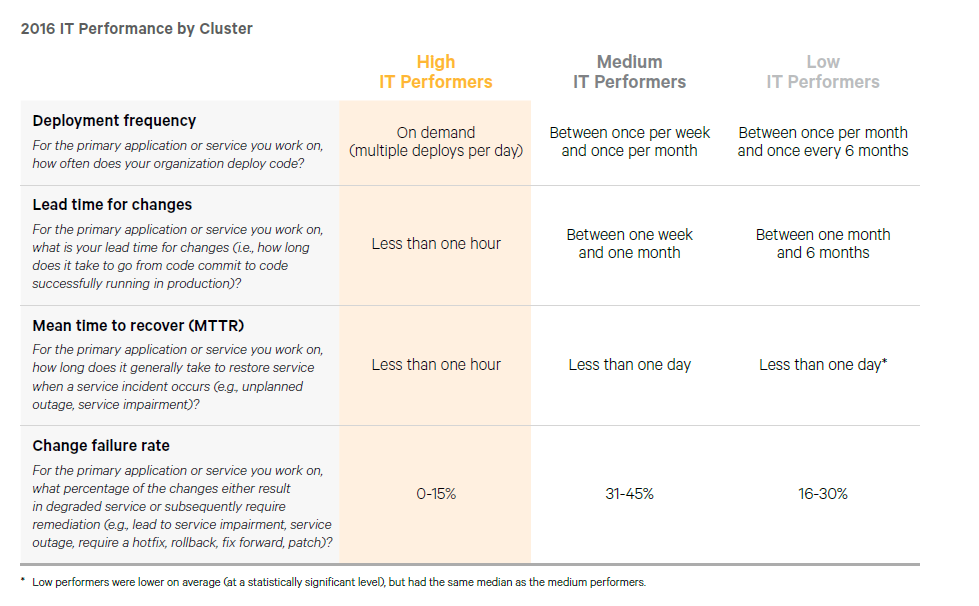 2016 IT Performance by Cluster
High
IT Performers
Medium
IT Performers
Low
IT Performers
Deployment frequency
For the primary application or service you work on,
how often does your organization deploy code?
On demand
(multiple deploys per day)
Between once per week
and once per month
Between once per month
and once every 6 months
Lead time for changes
For the primary application or service you work on,
what is your lead time for changes (i.e., how long
does it take to go from code commit to code
successfully running in production)?
Less than one hour
Between one week
and one month
Between one month
and 6 months
Mean time to recover (MTTR)
For the primary application or service you work on,
how long does it generally take to restore service
when a service incident occurs (e.g., unplanned
outage, service impairment)?
Less than one hour
Less than one day
Less than one day*
Change failure rate
For the primary application or service you work on,
what percentage of the changes either result
in degraded service or subsequently require
remediation (e.g., lead to service impairment, service
outage, require a hotfix, rollback, fix forward, patch)?
0-15%
31-45%
16-30%
* Low performers were lower on average (at a statistically significant level), but had the same median as the medium performers.